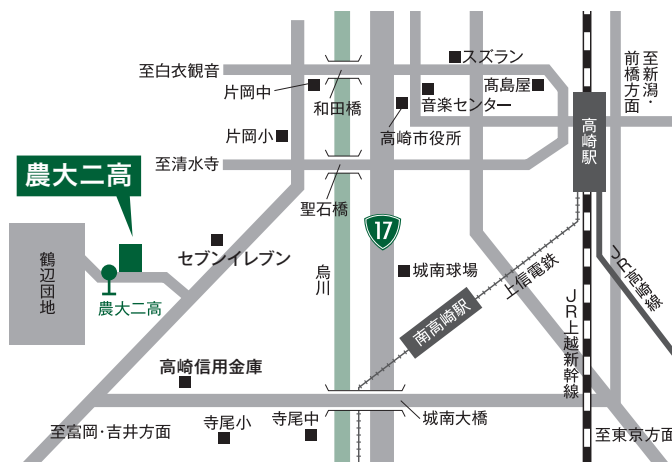 スズラン
至白衣観音
片岡中
和田橋
音楽センター
髙島屋
至新潟・
前橋方面
高崎市役所
高崎駅
片岡小
至清水寺
農大二高
聖石橋
17
セブンイレブン
鶴辺団地
農大二高
烏川
城南球場
上信電鉄
JR高崎線
南高崎駅
JR上越新幹線
高崎信用金庫
城南大橋
至富岡・吉井方面
寺尾小
寺尾中
至東京方面